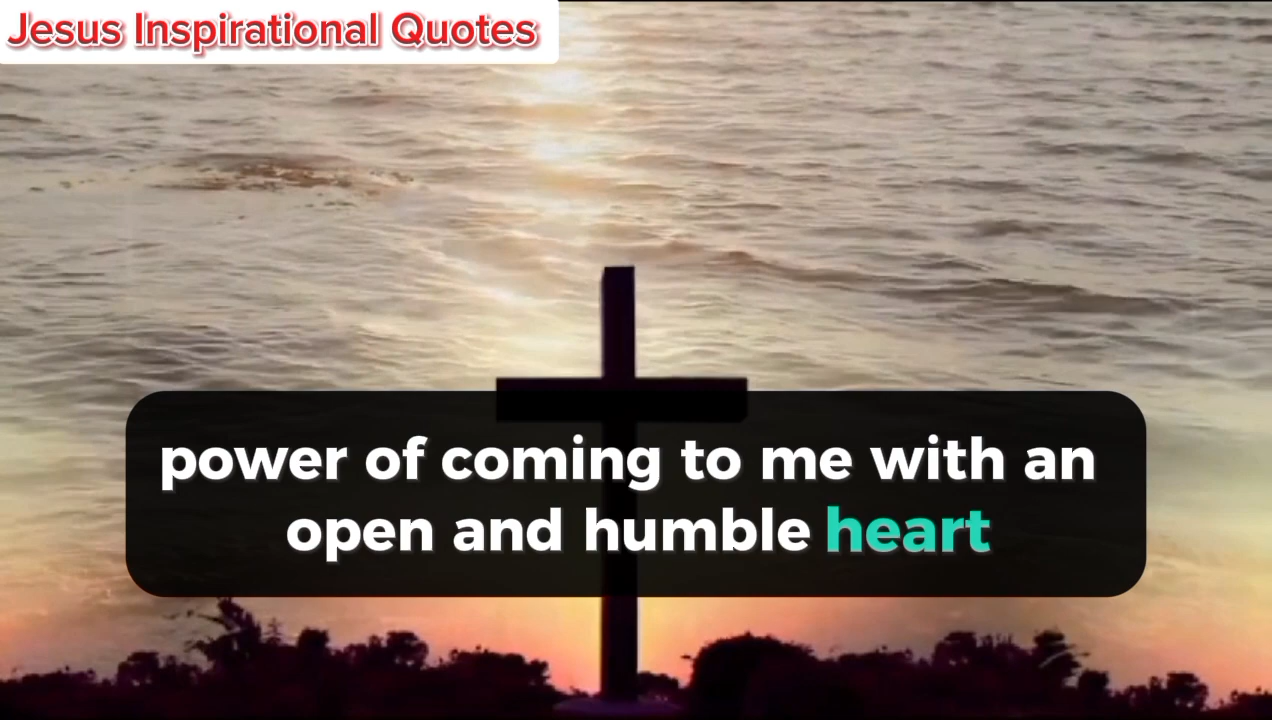 Jesus Inspirational Quotes
power of coming to me with an
open and humble heart